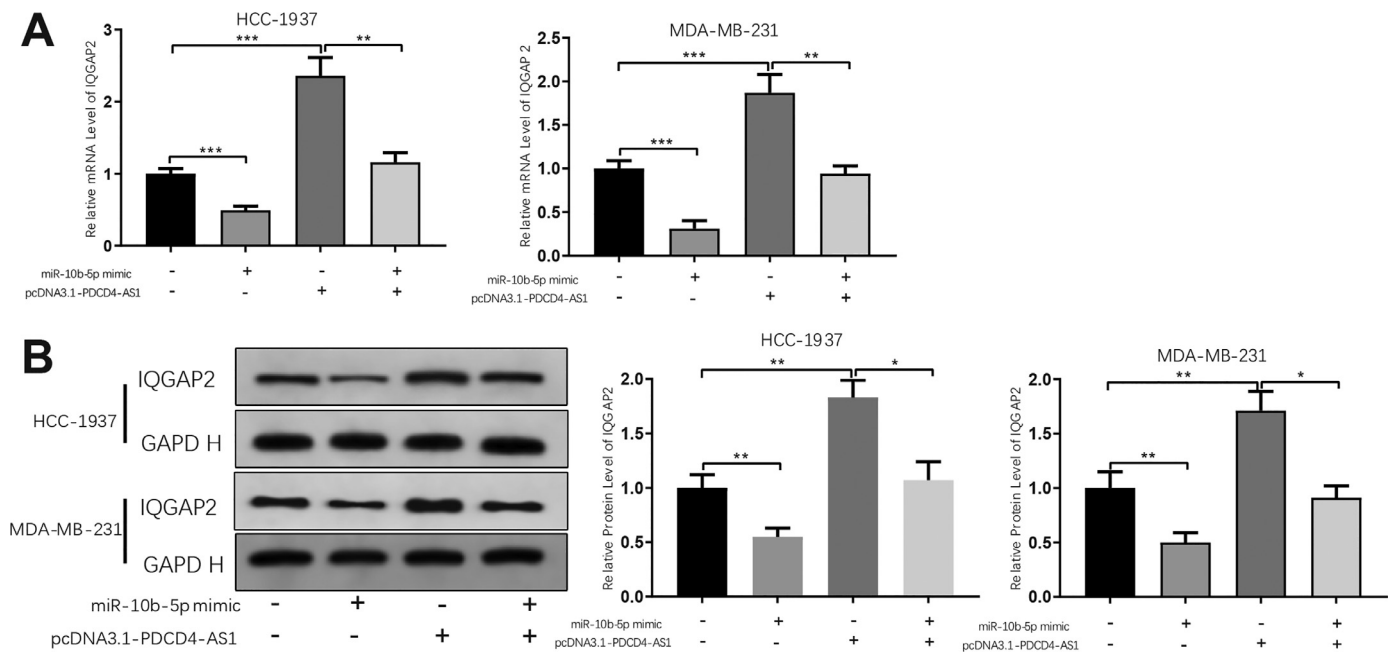 A
HCC-1937
Relative mRNA Level of IQGAP2
3
2
1
0
***
**
***
miR-10b-5p mimic - + - +
pcDNA3.1-PDCD4-AS1 - - + +
MDA-MB-231
Relative mRNA Level of IQGAP 2
2.5
2.0
1.5
1.0
0.5
0.0
***
**
***
miR-10b-5p mimic - + - +
pcDNA3.1-PDCD4-AS1 - - + +
B
HCC-1937
IQGAP2
GAPD H
MDA-MB-231
IQGAP2
GAPD H
miR-10b-5p mimic - + - +
pcDNA3.1-PDCD4-AS1 - - + +
HCC-1937
Relative Protein Level of IQGAP2
2.0
1.5
1.0
0.5
0.0
**
*
**
miR-10b-5p mimic - + - +
pcDNA3.1-PDCD4-AS1 - - + +
MDA-MB-231
Relative Protein Level of IQGAP2
2.0
1.5
1.0
0.5
0.0
**
*
**
miR-10b-5p mimic - + - +
pcDNA3.1-PDCD4-AS1 - - + +